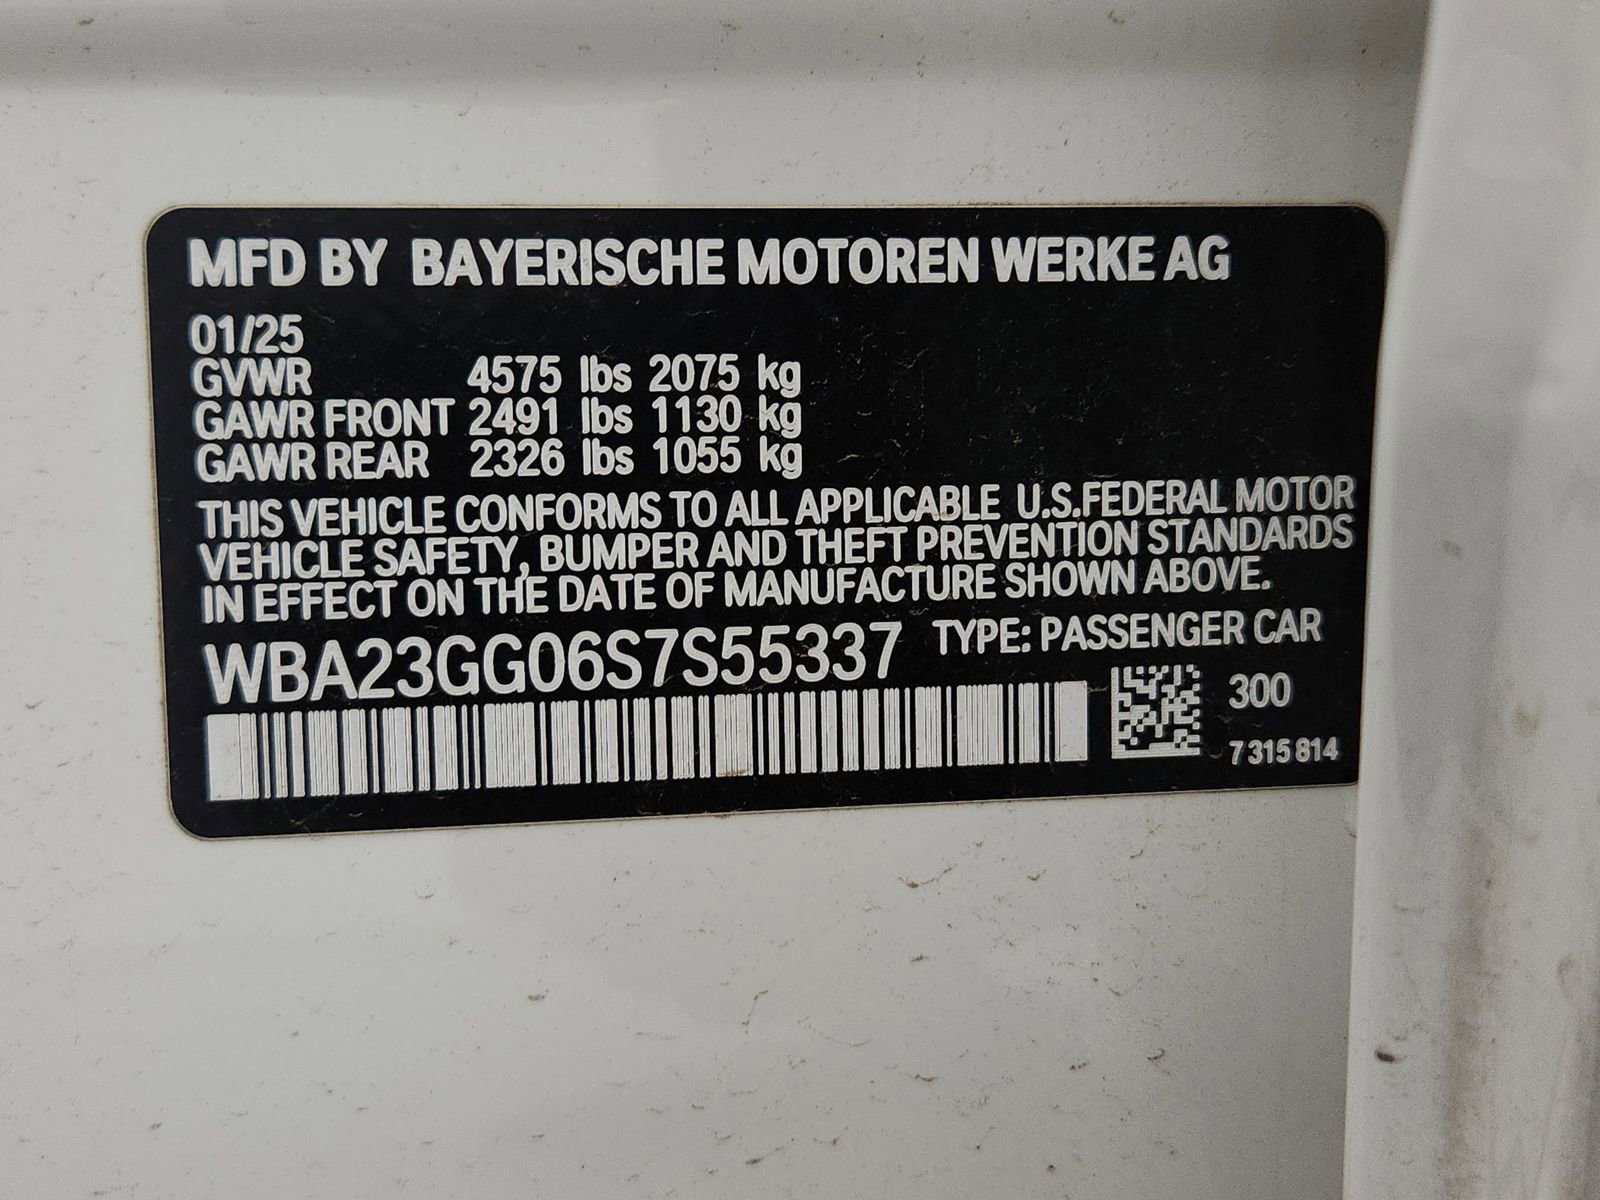 MFD BY BAYERISCHE MOTOREN WERKE AG
01/25
GVWR 4575 lbs 2075 kg
GAWR FRONT 2491 lbs 1130 kg
GAWR REAR 2326 lbs 1055 kg
THIS VEHICLE CONFORMS TO ALL APPLICABLE U.S.FEDERAL MOTOR
VEHICLE SAFETY, BUMPER AND THEFT PREVENTION STANDARDS
IN EFFECT ON THE DATE OF MANUFACTURE SHOWN ABOVE.
WBA23GG06S7S55337 TYPE: PASSENGER CAR
300
7 315 814